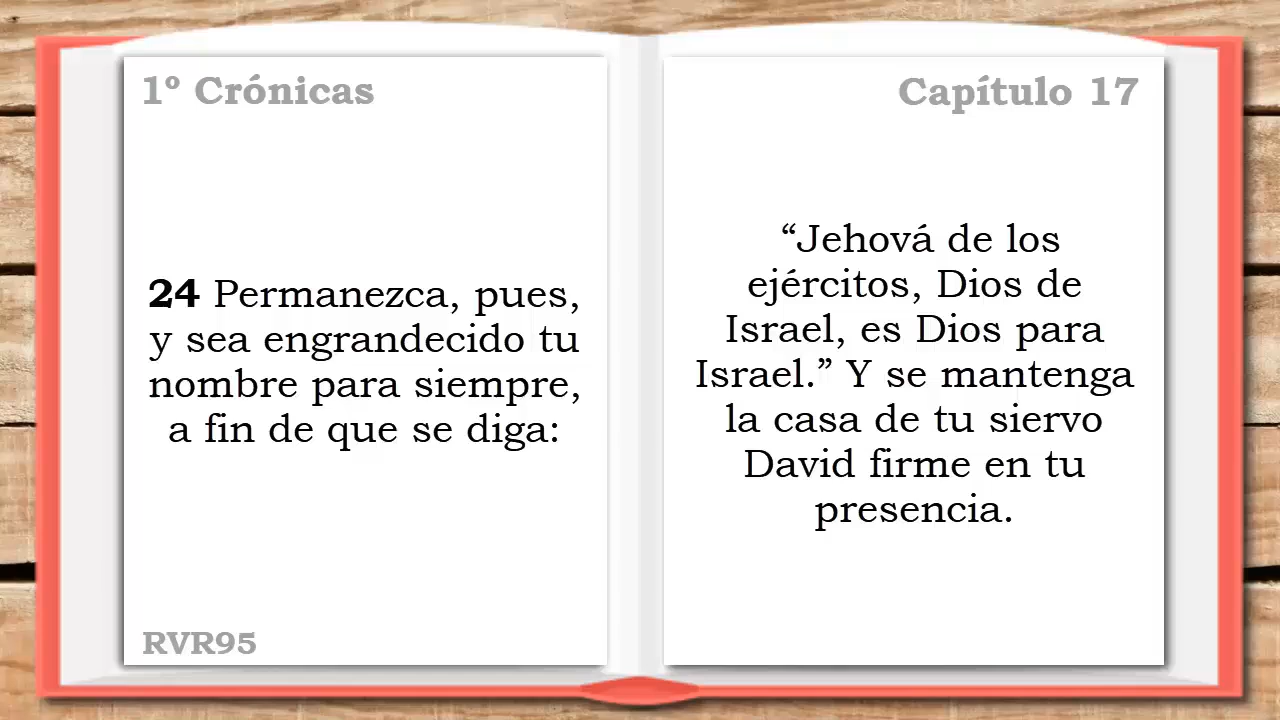 1º Crónicas
24 Permanezca, pues,
y sea engrandecido tu
nombre para siempre,
a fin de que se diga:
RVR95
Capítulo 17
“Jehová de los
ejércitos, Dios de
Israel, es Dios para
Israel.” Y se mantenga
la casa de tu siervo
David firme en tu
presencia.